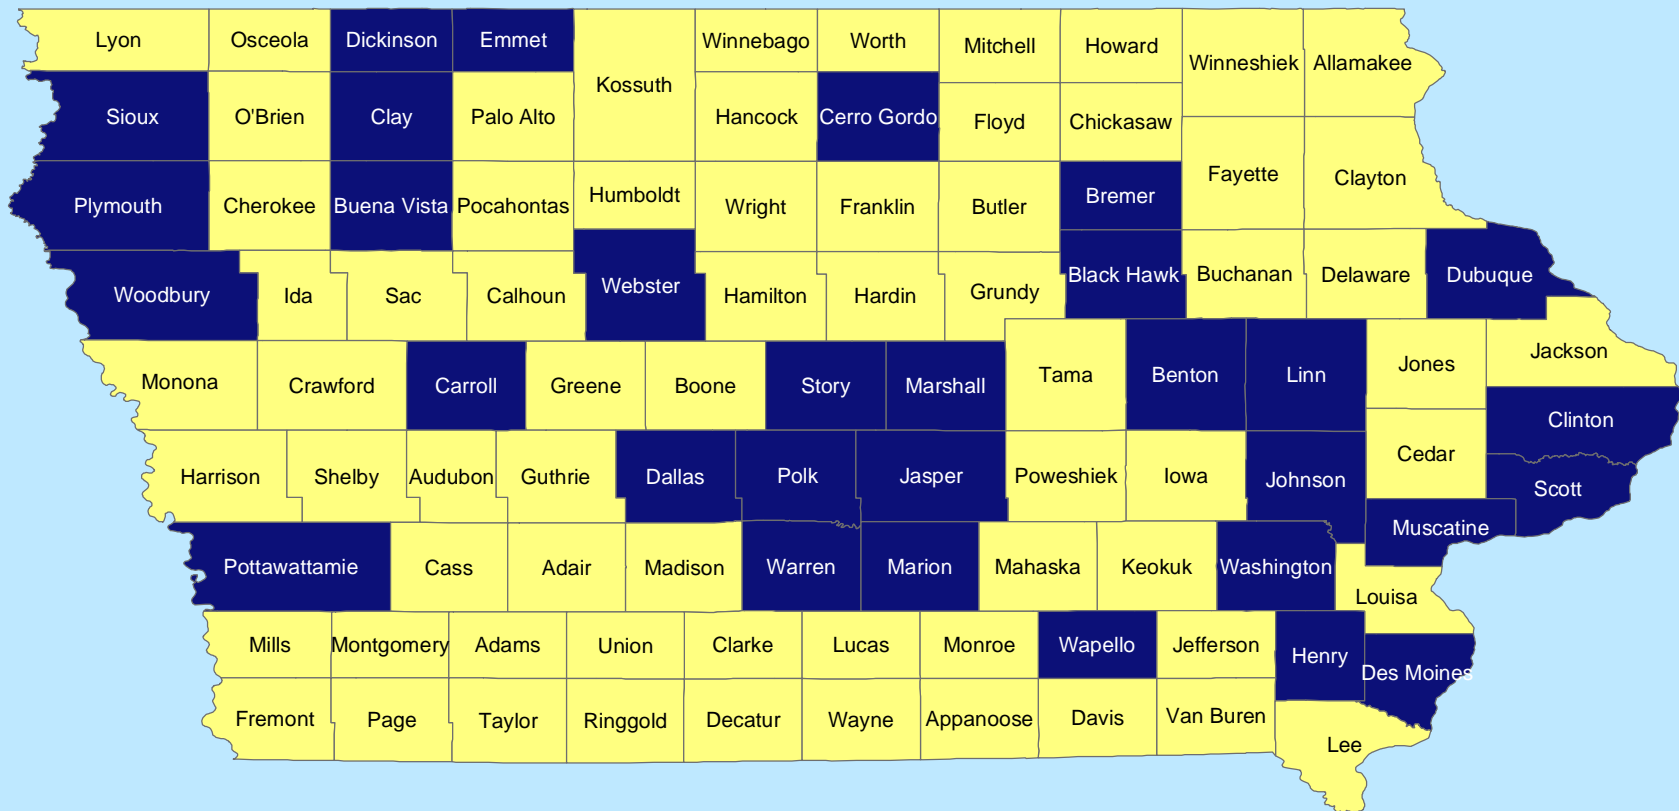 Lyon
Osceola
Dickinson
Emmet
Kossuth
Winnebago
Worth
Mitchell
Howard
Winneshiek
Allamakee
Sioux
O'Brien
Clay
Palo Alto
Hancock
Cerro Gordo
Floyd
Chickasaw
Plymouth
Cherokee
Buena Vista
Pocahontas
Humboldt
Wright
Franklin
Butler
Bremer
Fayette
Clayton
Woodbury
Ida
Sac
Calhoun
Webster
Hamilton
Hardin
Grundy
Black Hawk
Buchanan
Delaware
Dubuque
Monona
Crawford
Carroll
Greene
Boone
Story
Marshall
Tama
Benton
Linn
Jones
Jackson
Clinton
Harrison
Shelby
Audubon
Guthrie
Dallas
Polk
Jasper
Poweshiek
Iowa
Johnson
Cedar
Scott
Muscatine
Pottawattamie
Cass
Adair
Madison
Warren
Marion
Mahaska
Keokuk
Washington
Louisa
Mills
Montgomery
Adams
Union
Clarke
Lucas
Monroe
Wapello
Jefferson
Henry
Des Moines
Fremont
Page
Taylor
Ringgold
Decatur
Wayne
Appanoose
Davis
Van Buren
Lee